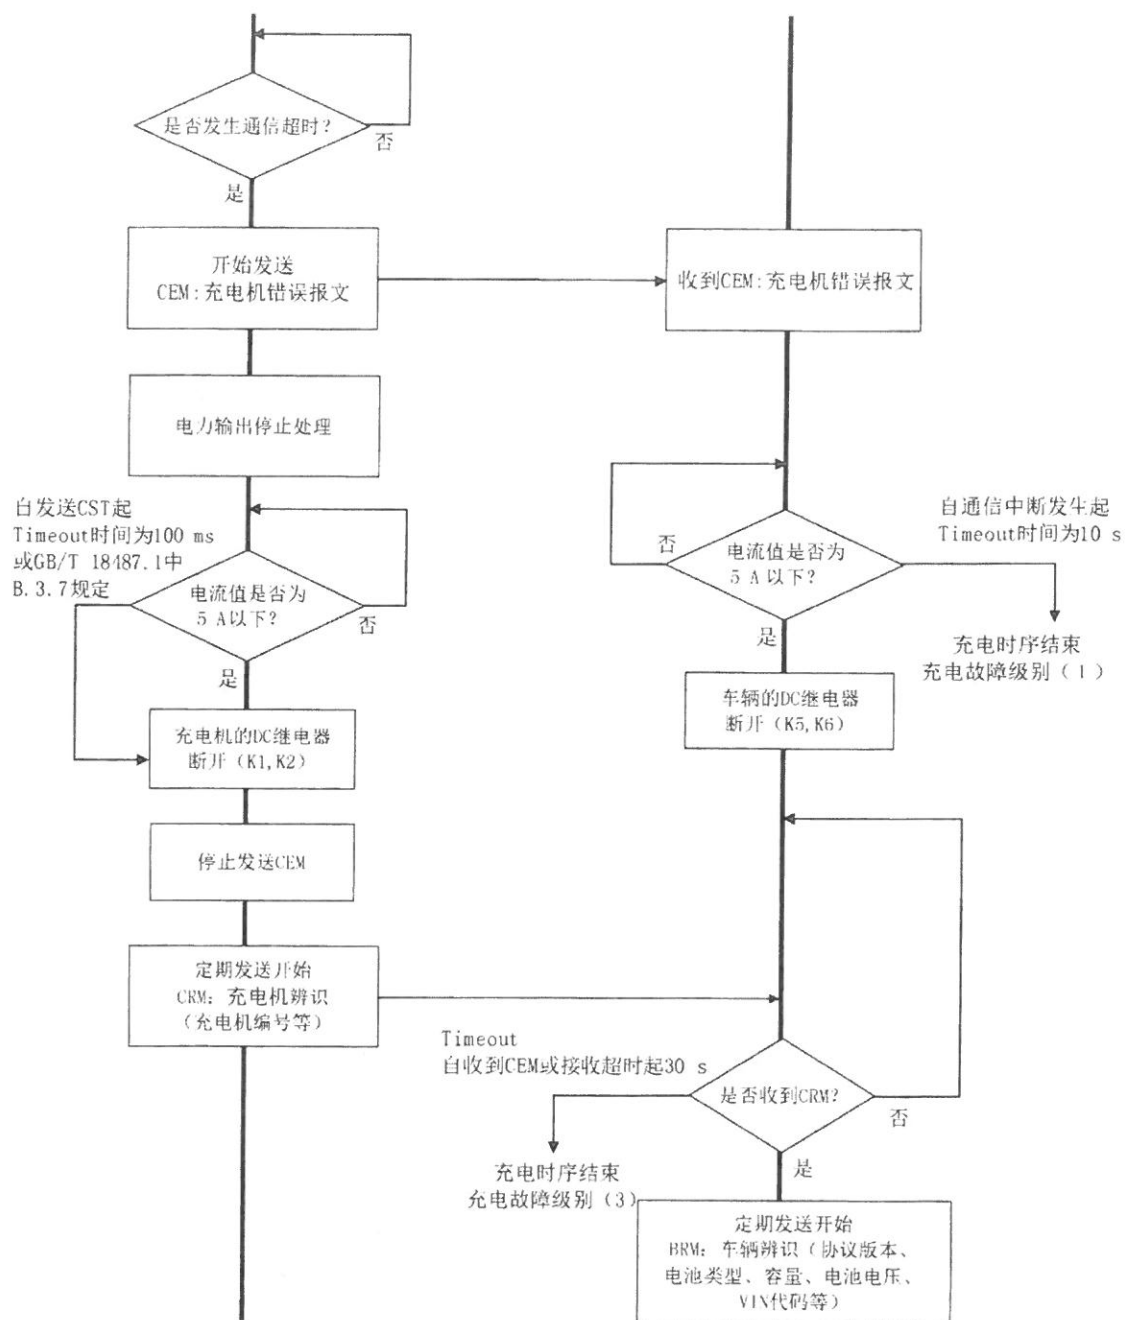 是否发生通信超时?
否
是
开始发送
CEM:充电机错误报文
收到CEM:充电机错误报文
电力输出停止处理
自发送CST起
Timeout时间为100 ms
或GB/T 18487.1中
B.3.7规定
电流值是否为
5 A以下?
否
是
自通信中断发生起
Timeout时间为10 s
否
电流值是否为
5 A 以下?
是
充电时序结束
充电故障级别(1)
充电机的DC继电器
断开(K1,K2)
车辆的DC继电器
断开(K5,K6)
停止发送CEM
定期发送开始
CRM: 充电机辨识
(充电机编号等)
Timeout
自收到CEM或接收超时起30 s
是否收到CRM?
否
是
充电时序结束
充电故障级别(3)
定期发送开始
BRM: 车辆辨识(协议版本、
电池类型、容量、电池电压、
VIN代码等)